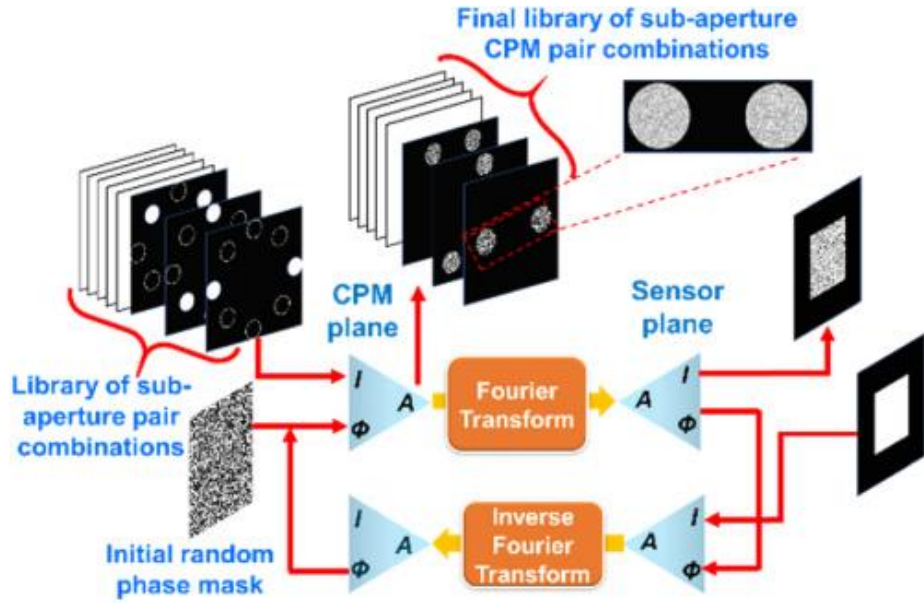 Final library of sub-aperture
CPM pair combinations
CPM
plane
Sensor
plane
Library of sub-
aperture pair
combinations
I
A
Φ
Fourier
Transform
I
A
Φ
Initial random
phase mask
I
A
Φ
Inverse
Fourier
Transform
I
A
Φ